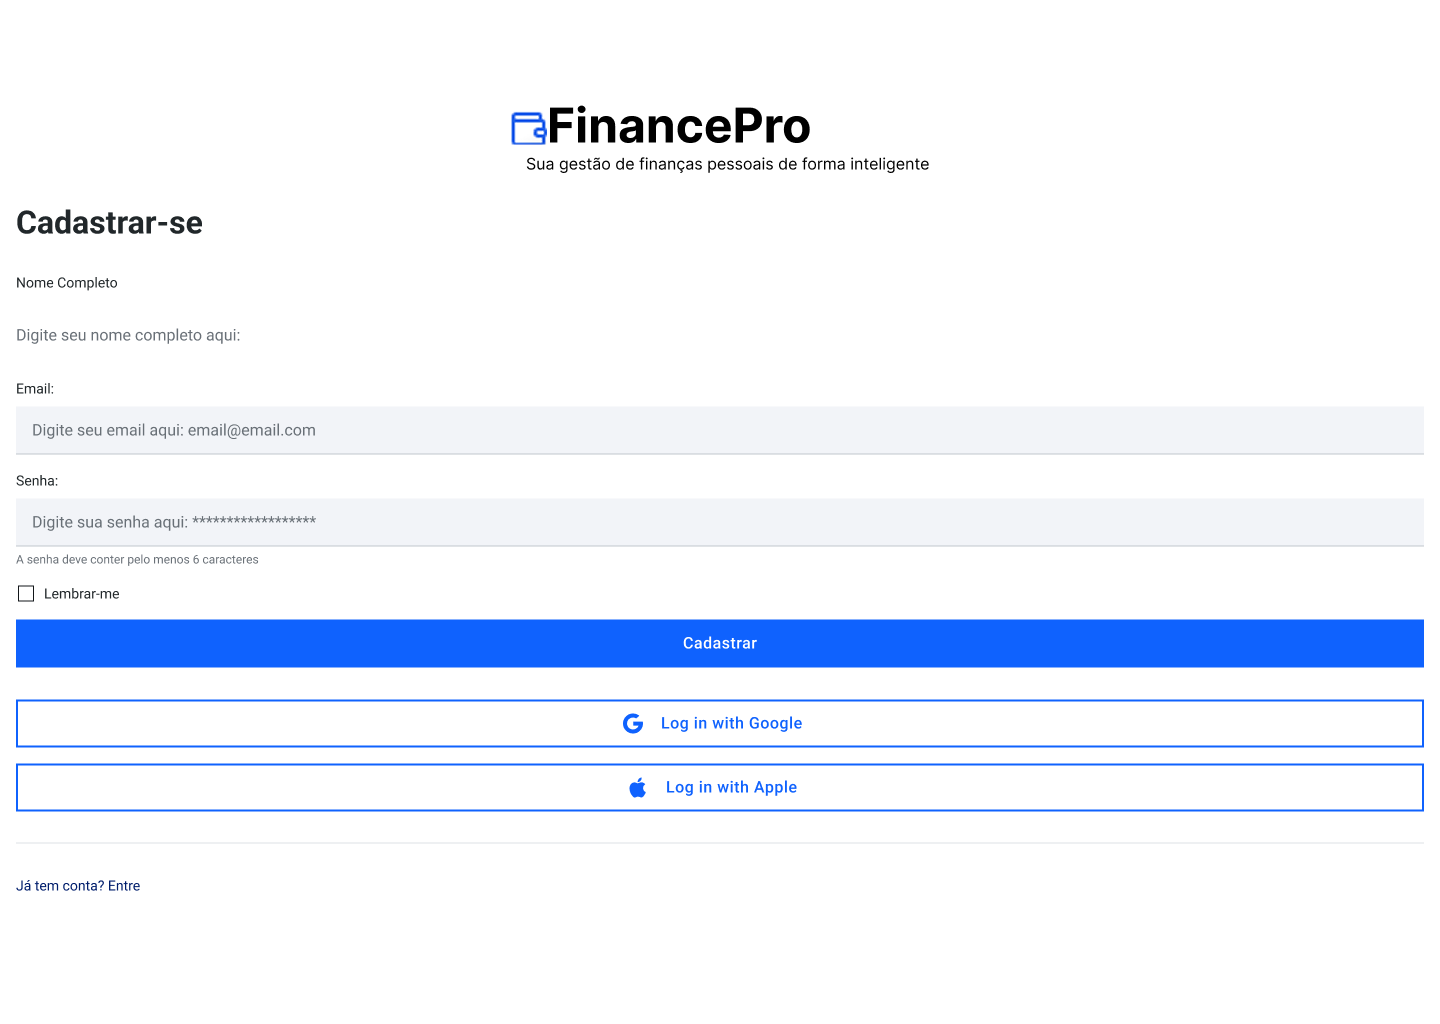 FinancePro
Sua gestão de finanças pessoais de forma inteligente
Cadastrar-se
Nome Completo
Digite seu nome completo aqui:
Email:
Digite seu email aqui: email@email.com
Senha:
Digite sua senha aqui: ******************
A senha deve conter pelo menos 6 caracteres
Lembrar-me
Cadastrar
Log in with Google
Log in with Apple
Já tem conta? Entre